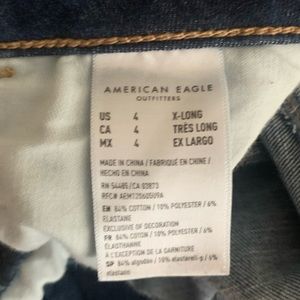 AMERICAN EAGLE
OUTFITTERS
US 4 X-LONG
CA 4 TRÈS LONG
MX 4 EX LARGO
MADE IN CHINA / FABRIQUÉ EN CHINE /
HECHO EN CHINA
RN 54485 / CA 03873
EN 84% COTTON / 10% POLYESTER / 6%
ELASTANE
EXCLUSIVE OF DECORATION
FR 84% COTON / 10% POLYESTER / 6%
ÉLASTHANNE
À L'EXCEPTION DE LA GARNITURE
SP 84% algodon / 10% / 6%
elastano